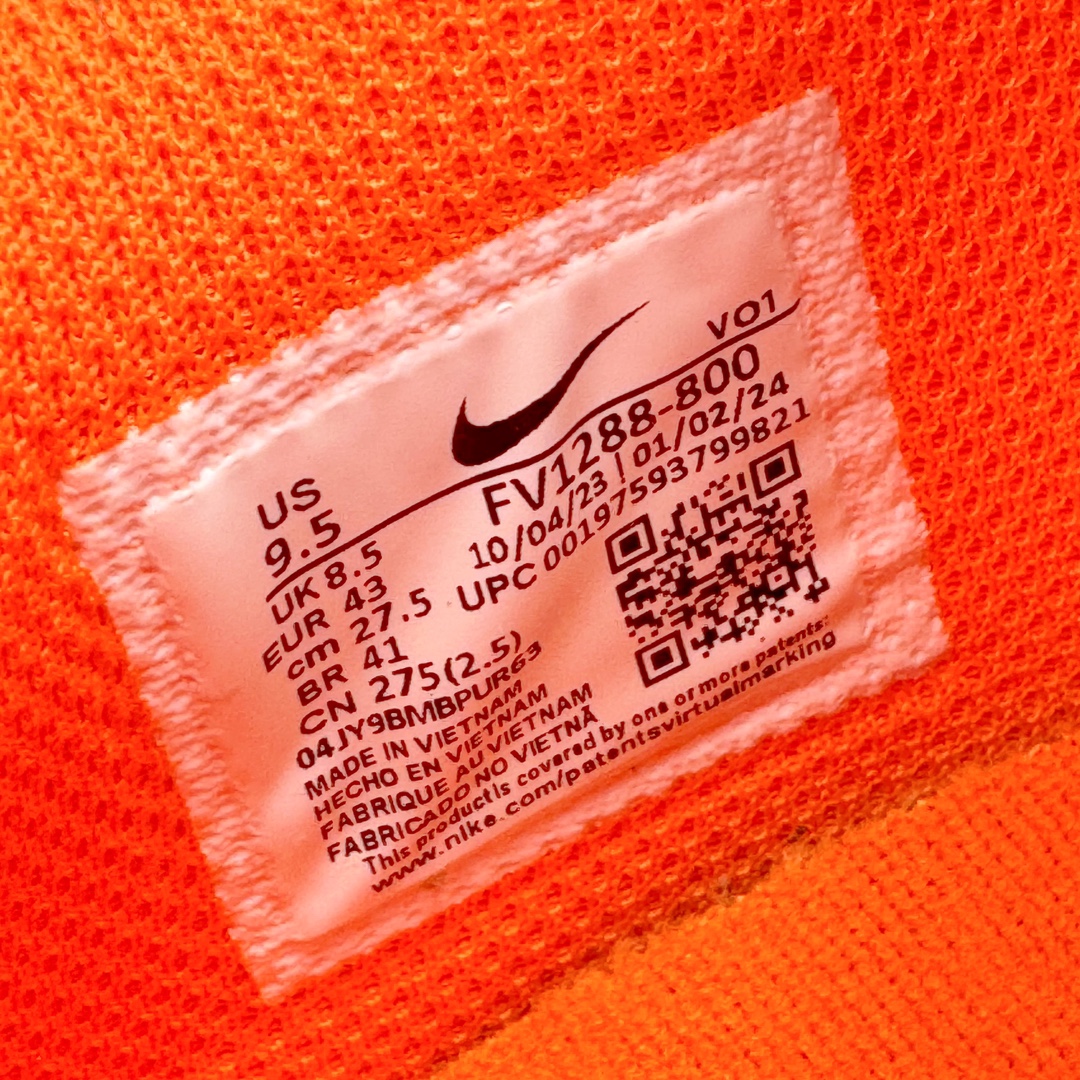 US
9.5
VO1
UK 8.5
FV1288-800
EUR 43
10/04/23 | 01/02/24
cm 27.5
UPC 00197593799821
BR 41
CN 275(2.5)
04JY9BMBPUR63
MADE IN VIETNAM
HECHO EN VIETNAM
FABRIQUE AU VIETNAM
FABRICADO NO VIETNÃ
This product is covered by one or more patents:
www.nike.com/patentsvirtualmarking